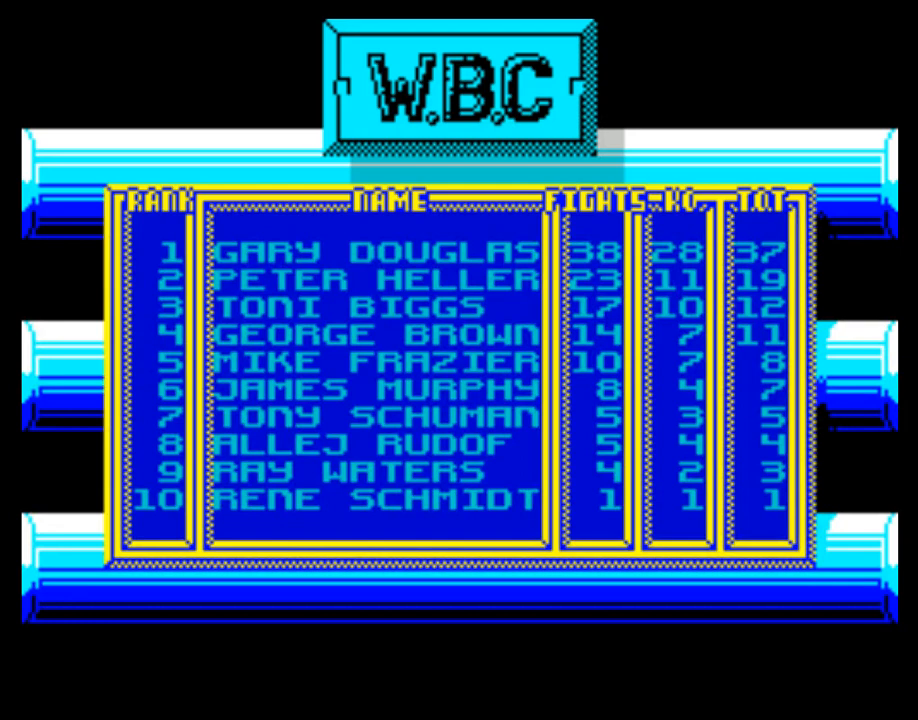 W.B.C
RANK NAME FIGHTS-KO TOT
1 GARY DOUGLAS 38 28 37
2 PETER HELLER 23 11 19
3 TONI BIGGS 17 10 12
4 GEORGE BROWN 14 7 11
5 MIKE FRAZIER 10 7 8
6 JAMES MURPHY 8 4 7
7 TONY SCHUMAN 5 3 5
8 ALLEJ RUDOF 5 4 4
9 RAY WATERS 4 2 3
10 RENE SCHMIDT 1 1 1